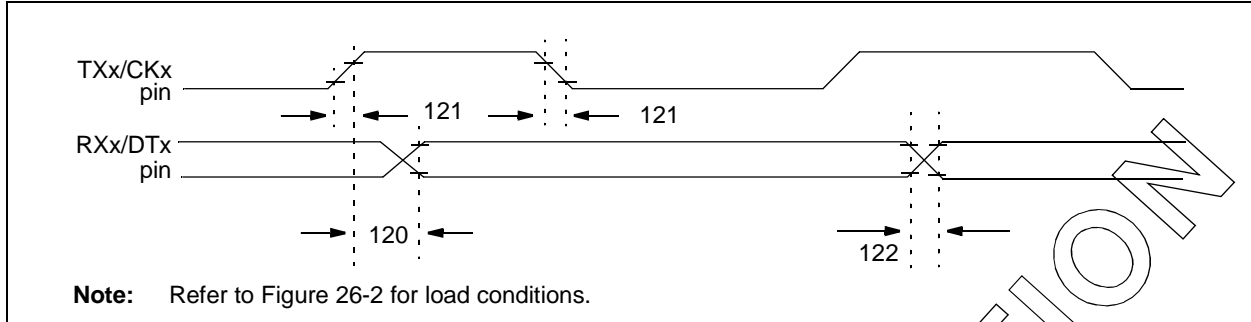 TXx/CKx
pin
121
121
RXx/DTx
pin
120
122
Note: Refer to Figure 26-2 for load conditions.
TION